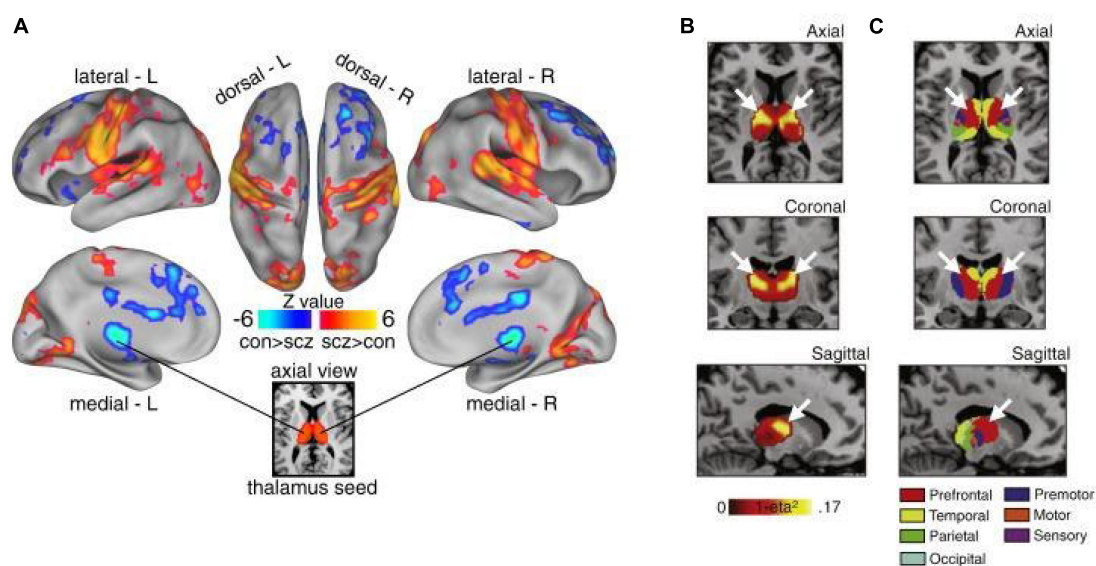 A
lateral - L
dorsal - L
dorsal - R
lateral - R
Z value
-6
6
con>scz
scz>con
axial view
medial - L
medial - R
thalamus seed
B
Axial
Coronal
Sagittal
0
1-eta²
.17
C
Axial
Coronal
Sagittal
Prefrontal
Premotor
Temporal
Motor
Parietal
Sensory
Occipital